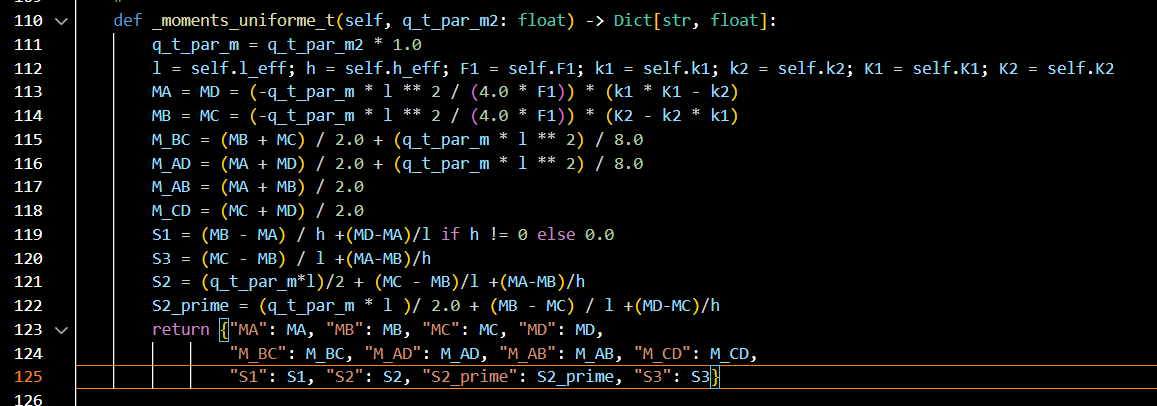 109 #
110 def _moments_uniforme_t(self, q_t_par_m2: float) -> Dict[str, float]:
111 q_t_par_m = q_t_par_m2 * 1.0
112 l = self.l_eff; h = self.h_eff; F1 = self.F1; k1 = self.k1; k2 = self.k2; K1 = self.K1; K2 = self.K2
113 MA = MD = (-q_t_par_m * l ** 2 / (4.0 * F1)) * (k1 * K1 - k2)
114 MB = MC = (-q_t_par_m * l ** 2 / (4.0 * F1)) * (K2 - k2 * k1)
115 M_BC = (MB + MC) / 2.0 + (q_t_par_m * l ** 2) / 8.0
116 M_AD = (MA + MD) / 2.0 + (q_t_par_m * l ** 2) / 8.0
117 M_AB = (MA + MB) / 2.0
118 M_CD = (MC + MD) / 2.0
119 S1 = (MB - MA) / h +(MD-MA)/l if h != 0 else 0.0
120 S3 = (MC - MB) / l +(MA-MB)/h
121 S2 = (q_t_par_m*l)/2 + (MC - MB)/l +(MA-MB)/h
122 S2_prime = (q_t_par_m * l )/ 2.0 + (MB - MC) / l +(MD-MC)/h
123 return {"MA": MA, "MB": MB, "MC": MC, "MD": MD,
124 "M_BC": M_BC, "M_AD": M_AD, "M_AB": M_AB, "M_CD": M_CD,
125 "S1": S1, "S2": S2, "S2_prime": S2_prime, "S3": S3}
126